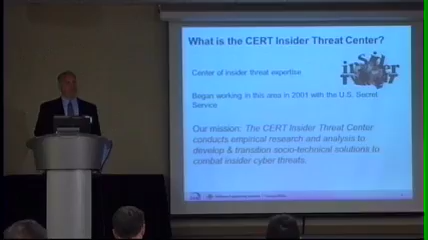 What is the CERT Insider Threat Center?
insider
Center of insider threat expertise
Began working in this area in 2001 with the U.S. Secret
Service
Our mission: The CERT Insider Threat Center
conducts empirical research and analysis to
develop & transition socio-technical solutions to
combat insider cyber threats.